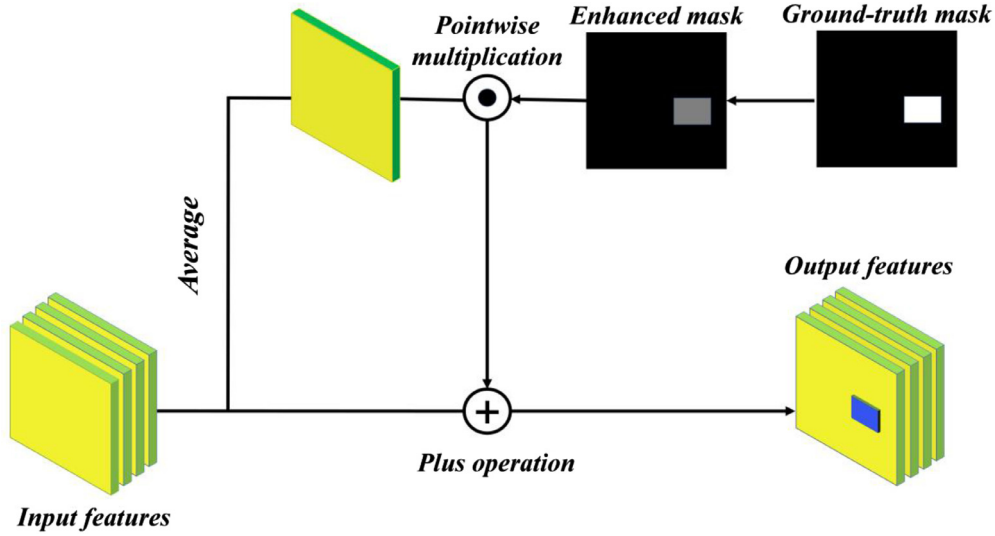 Pointwise
multiplication
Enhanced mask
Ground-truth mask
Average
Output features
Plus operation
Input features